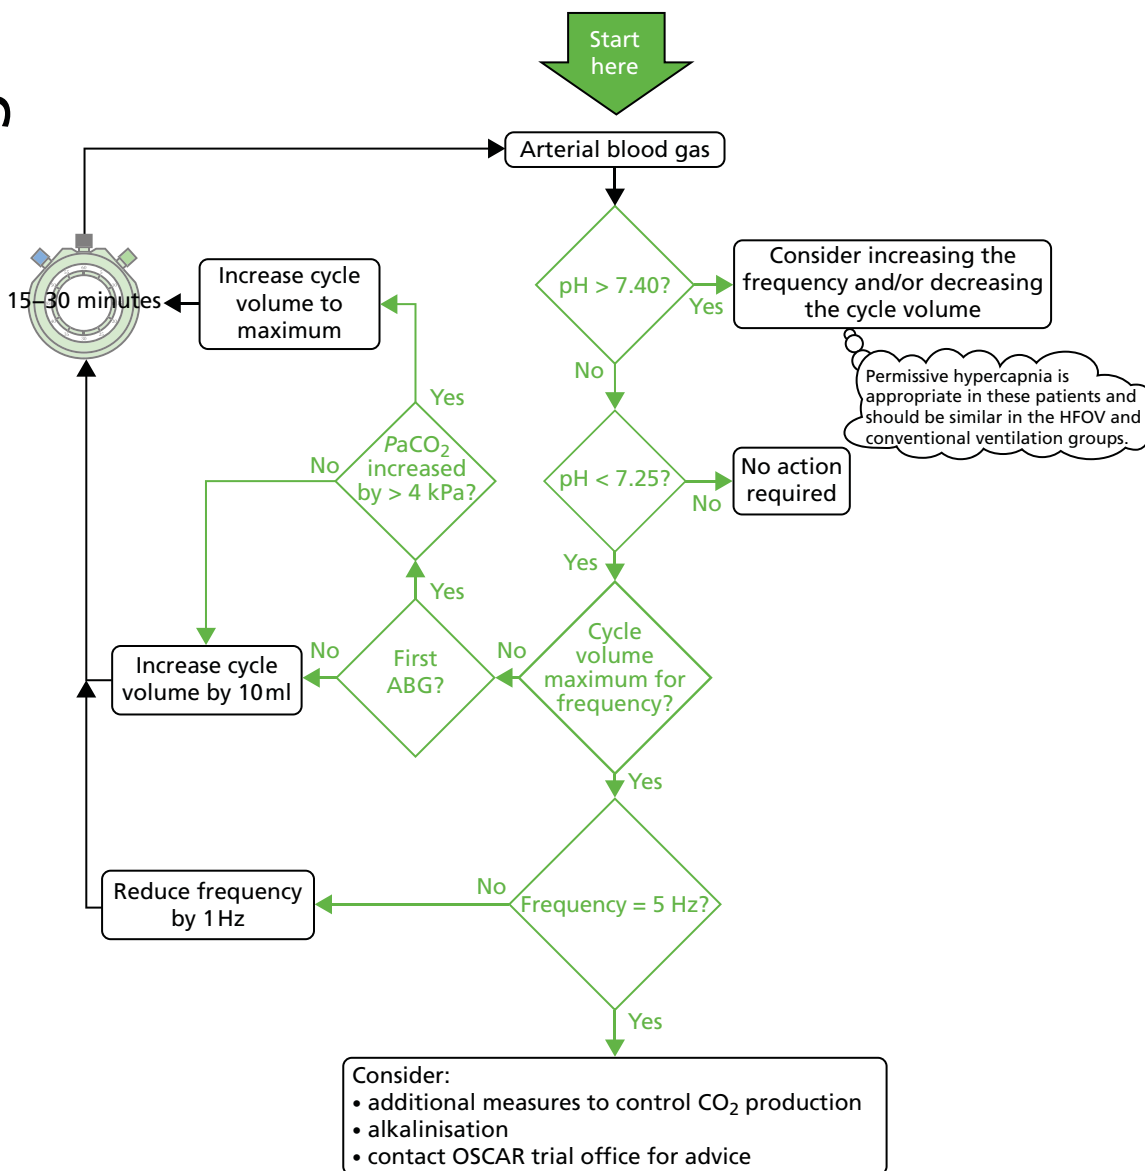 Start
here
Arterial blood gas
pH > 7.40?
Yes
Consider increasing the
frequency and/or decreasing
the cycle volume
Permissive hypercapnia is
appropriate in these patients and
should be similar in the HFOV and
conventional ventilation groups.
No
pH < 7.25?
No
No action
required
Yes
Cycle
volume
maximum for
frequency?
No
First
ABG?
Yes
PaCO₂
increased
by > 4 kPa?
Yes
Increase cycle
volume to
maximum
15–30 minutes
No
No
Increase cycle
volume by 10 ml
Yes
Frequency = 5 Hz?
No
Reduce frequency
by 1 Hz
Yes
Consider:
• additional measures to control CO₂ production
• alkalinisation
• contact OSCAR trial office for advice